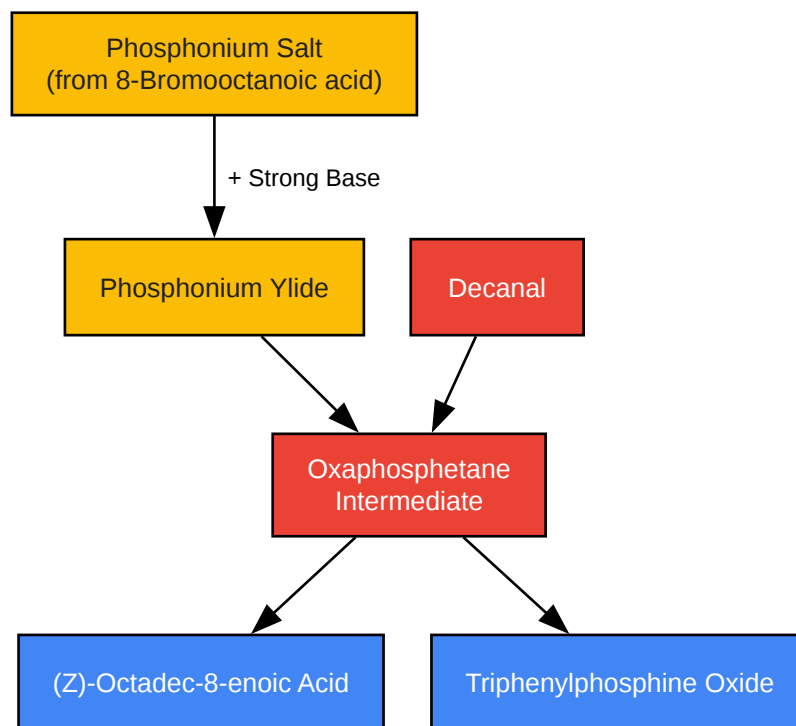 Phosphonium Salt
(from 8-Bromooctanoic acid)
+ Strong Base
Phosphonium Ylide
Decanal
Oxaphosphetane
Intermediate
(Z)-Octadec-8-enoic Acid
Triphenylphosphine Oxide